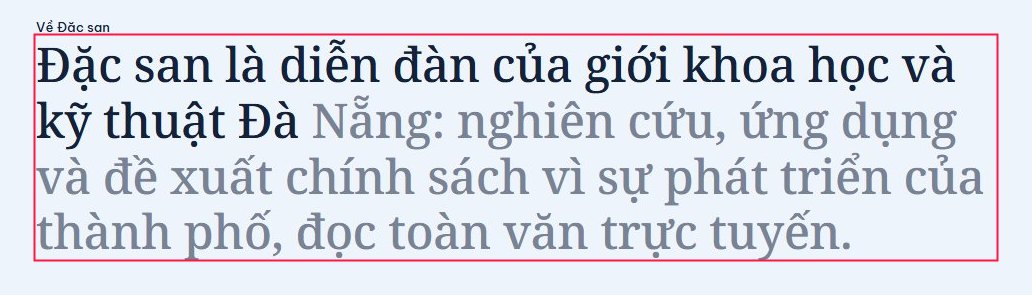 Về Đặc san
Đặc san là diễn đàn của giới khoa học và
kỹ thuật Đà Nẵng: nghiên cứu, ứng dụng
và đề xuất chính sách vì sự phát triển của
thành phố, đọc toàn văn trực tuyến.